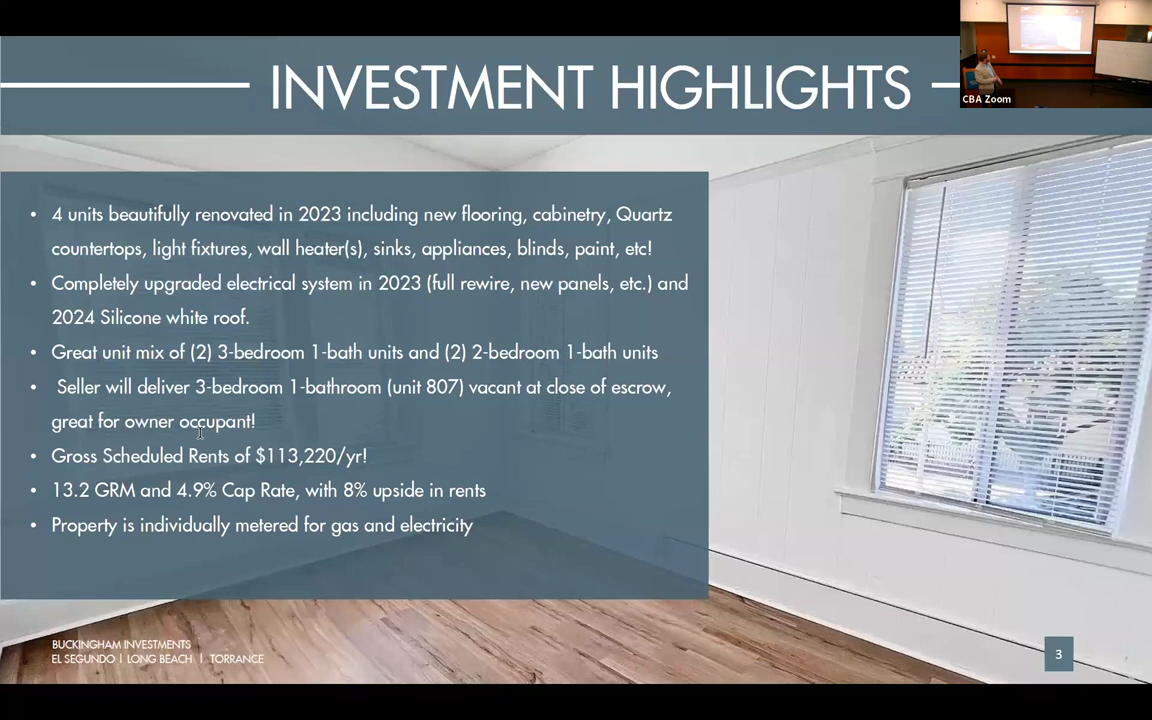 INVESTMENT HIGHLIGHTS
CBA Zoom
• 4 units beautifully renovated in 2023 including new flooring, cabinetry, Quartz
countertops, light fixtures, wall heater(s), sinks, appliances, blinds, paint, etc!
• Completely upgraded electrical system in 2023 (full rewire, new panels, etc.) and
2024 Silicone white roof.
• Great unit mix of (2) 3-bedroom 1-bath units and (2) 2-bedroom 1-bath units
• Seller will deliver 3-bedroom 1-bathroom (unit 807) vacant at close of escrow,
great for owner occupant!
• Gross Scheduled Rents of $113,220/yr!
• 13.2 GRM and 4.9% Cap Rate, with 8% upside in rents
• Property is individually metered for gas and electricity
BUCKINGHAM INVESTMENTS
EL SEGUNDO | LONG BEACH | TORRANCE
3